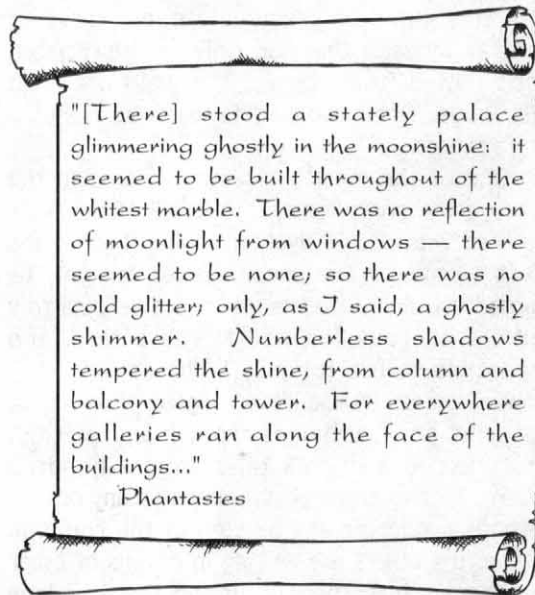 "[There] stood a stately palace
glimmering ghostly in the moonshine: it
seemed to be built throughout of the
whitest marble. There was no reflection
of moonlight from windows — there
seemed to be none; so there was no
cold glitter; only, as I said, a ghostly
shimmer. Numberless shadows
tempered the shine, from column and
balcony and tower. For everywhere
galleries ran along the face of the
buildings..."
Phantastes